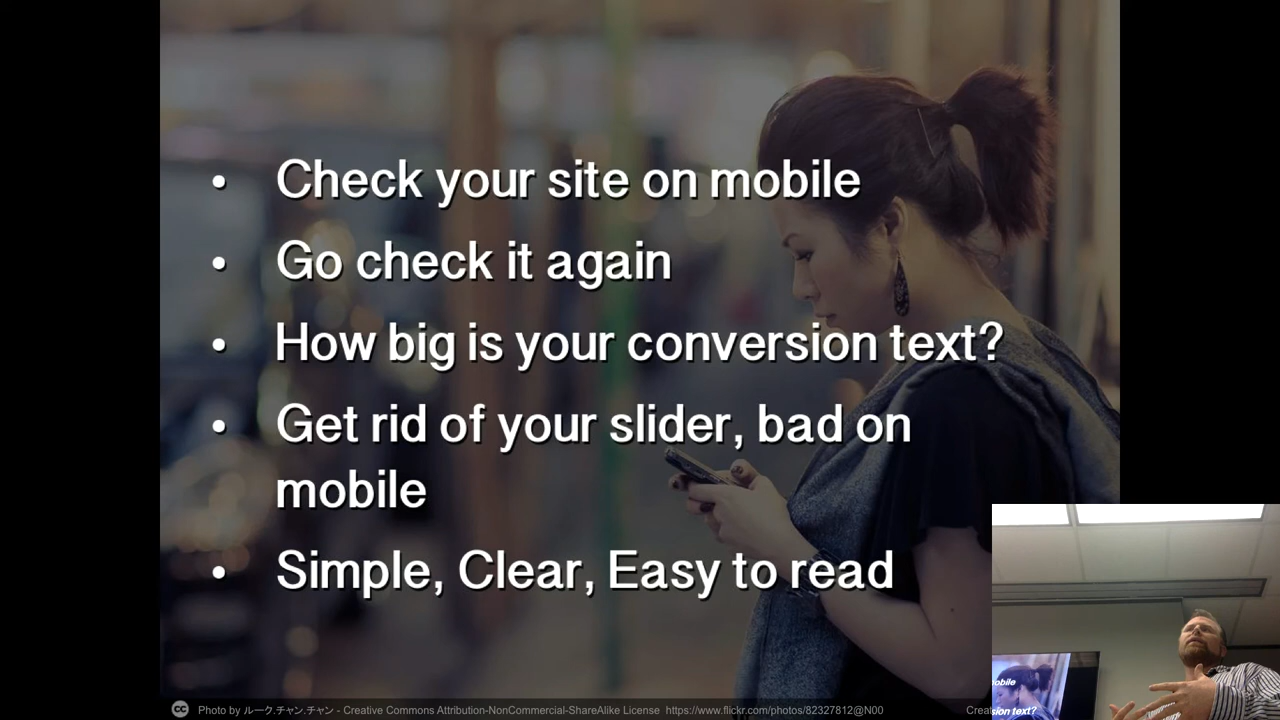 • Check your site on mobile
• Go check it again
• How big is your conversion text?
• Get rid of your slider, bad on
mobile
• Simple, Clear, Easy to read
cc Photo by ルーク.チャン.チャン - Creative Commons Attribution-NonCommercial-ShareAlike License https://www.flickr.com/photos/82327812@N00